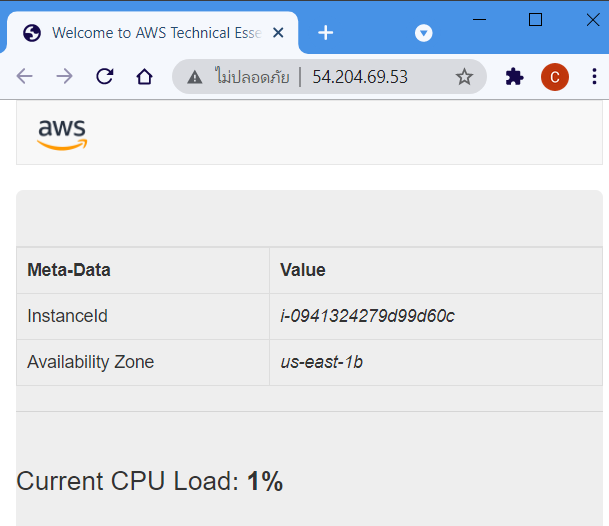 Welcome to AWS Technical Esse
ไม่ปลอดภัย 54.204.69.53
C
aws
Meta-Data Value
InstanceId i-0941324279d99d60c
Availability Zone us-east-1b
Current CPU Load: 1%